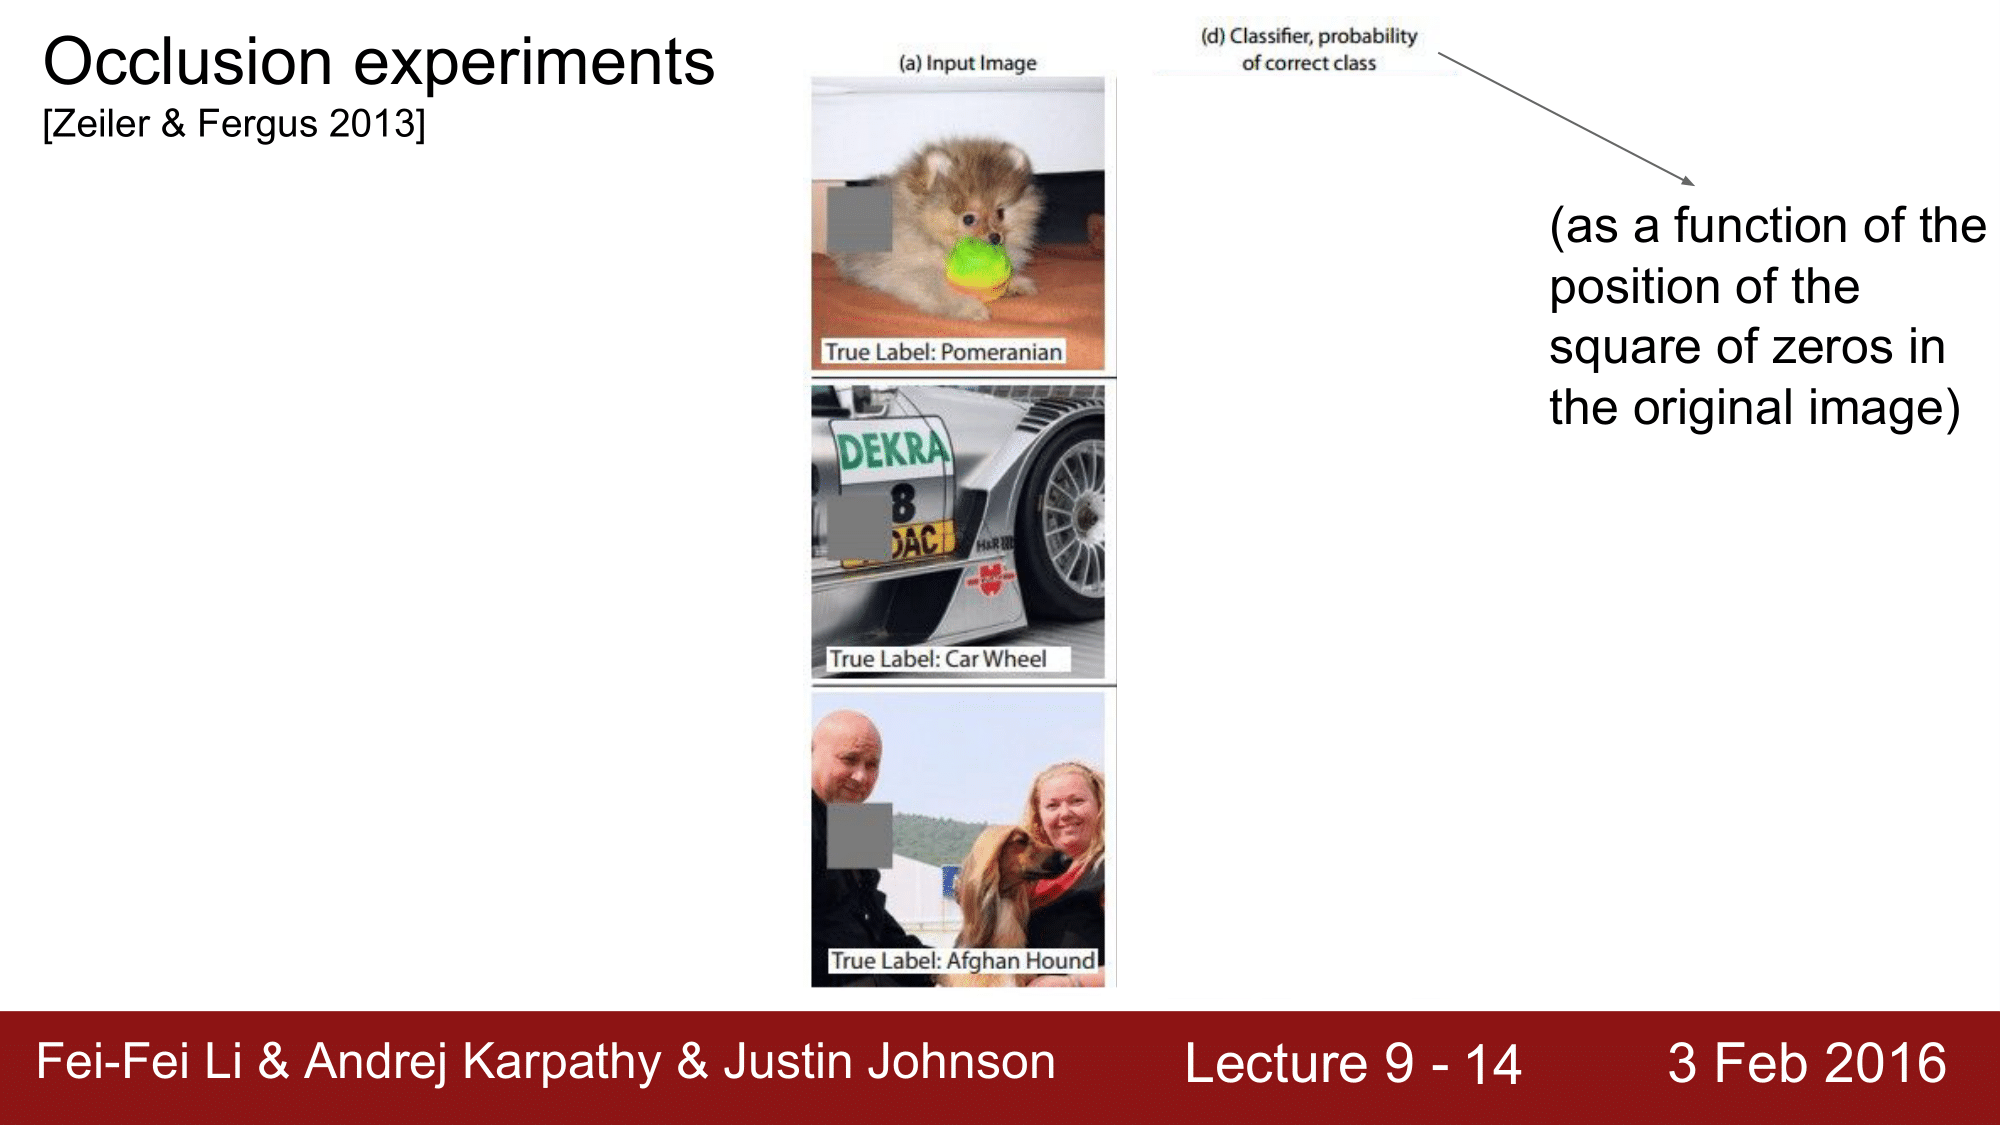 Occlusion experiments
[Zeiler & Fergus 2013]
(a) Input Image
(d) Classifier, probability
of correct class
(as a function of the
position of the
square of zeros in
the original image)
True Label: Pomeranian
DEKRA
8
DAC
H&R
True Label: Car Wheel
True Label: Afghan Hound
Fei-Fei Li & Andrej Karpathy & Justin Johnson
Lecture 9 - 14
3 Feb 2016